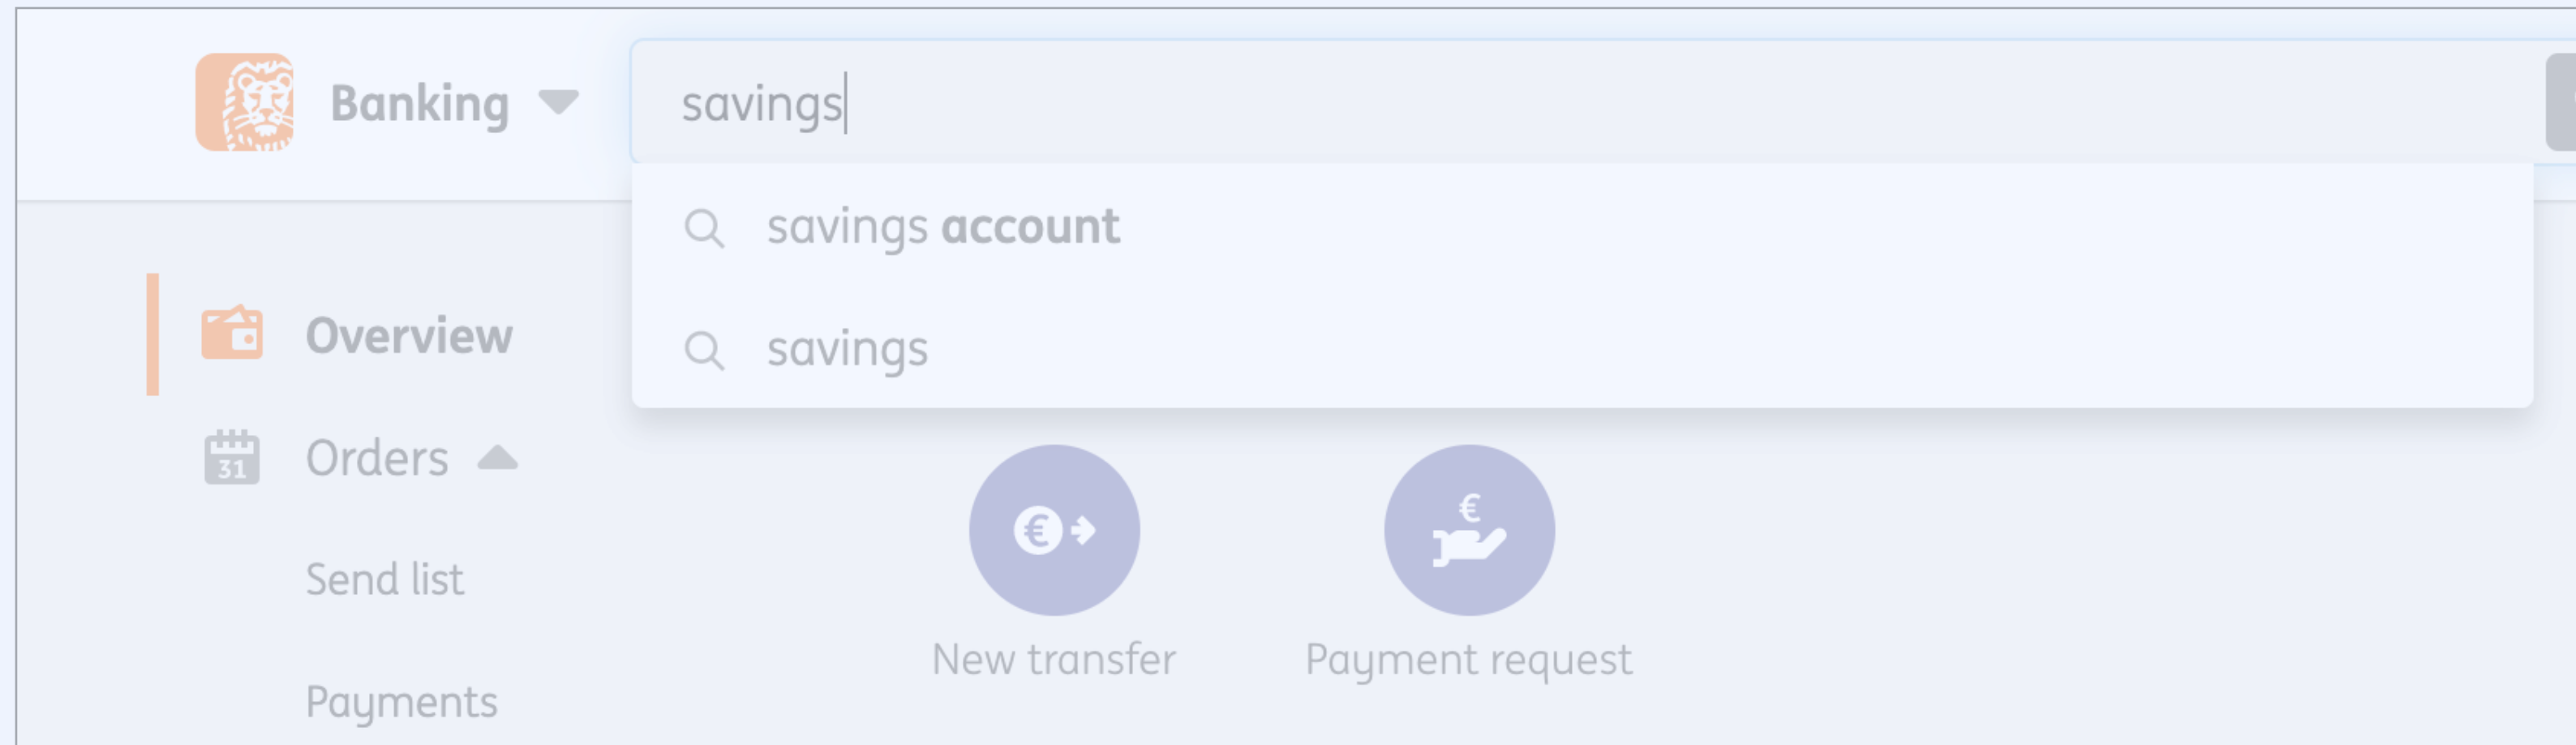 Banking
savings
savings account
savings
Overview
31
Orders
€
€
Send list
New transfer
Payment request
Payments